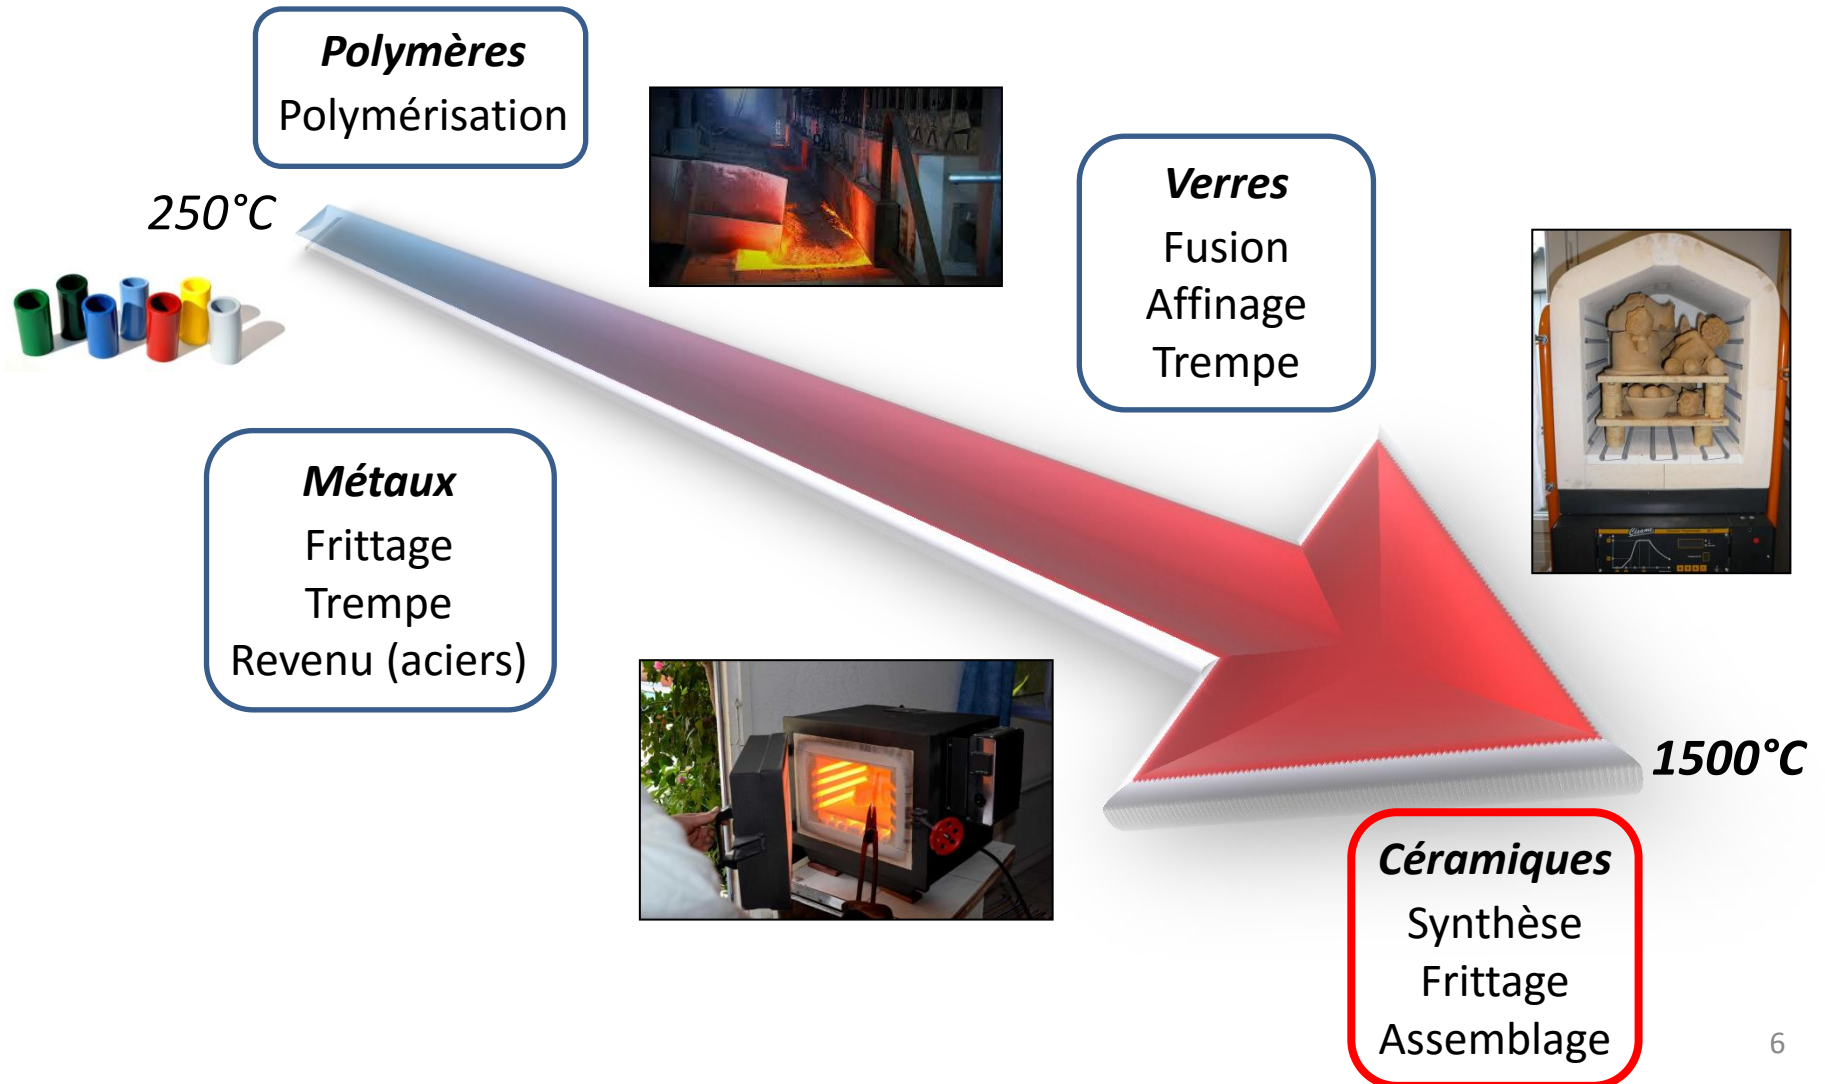 Polymères
Polymérisation
250°C
Verres
Fusion
Affinage
Trempe
Métaux
Frittage
Trempe
Revenu (aciers)
1500°C
Céramiques
Synthèse
Frittage
Assemblage
6